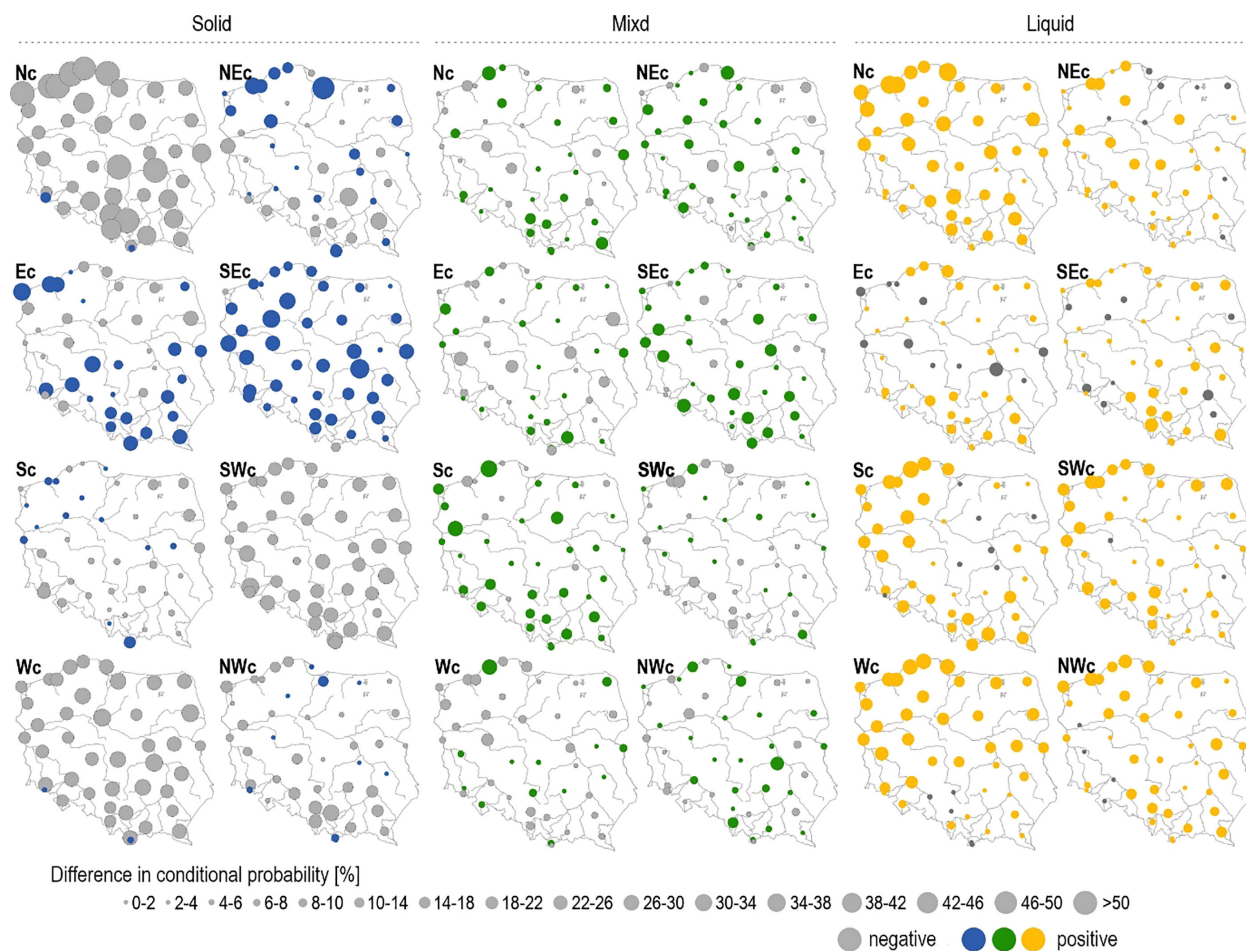 Solid Mixd Liquid
Nc NEc Nc NEc Nc NEc
Ec SEc Ec SEc Ec SEc
Sc SWc Sc SWc Sc SWc
Wc NWc Wc NWc Wc NWc
Difference in conditional probability [%]
0-2 2-4 4-6 6-8 8-10 10-14 14-18 18-22 22-26 26-30 30-34 34-38 38-42 42-46 46-50 >50
negative positive